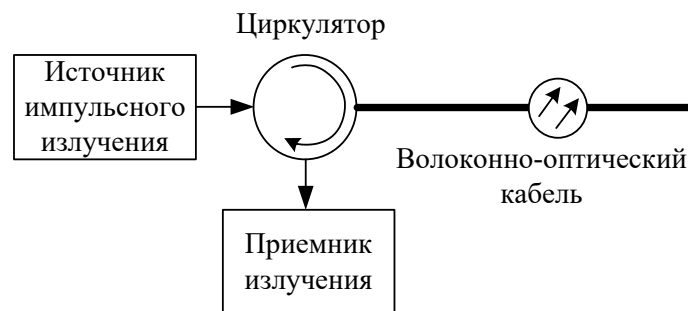 Циркулятор
Источник
импульсного
излучения
Волоконно-оптический
кабель
Приемник
излучения